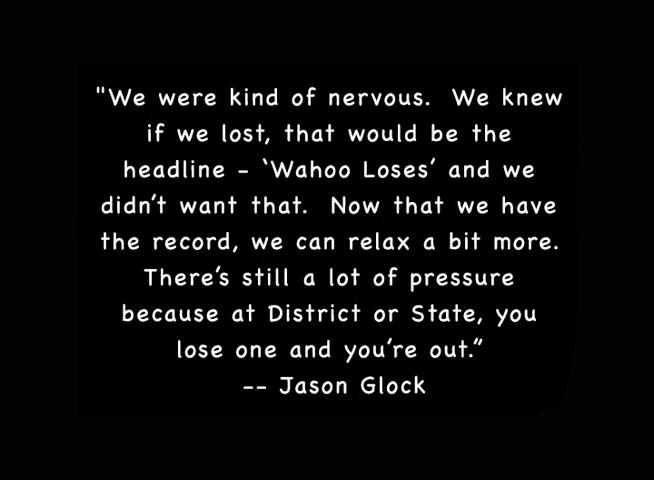 "We were kind of nervous.  We knew
if we lost, that would be the
headline - ‘Wahoo Loses’ and we
didn’t want that.  Now that we have
the record, we can relax a bit more.
There’s still a lot of pressure
because at District or State, you
lose one and you’re out.”
-- Jason Glock